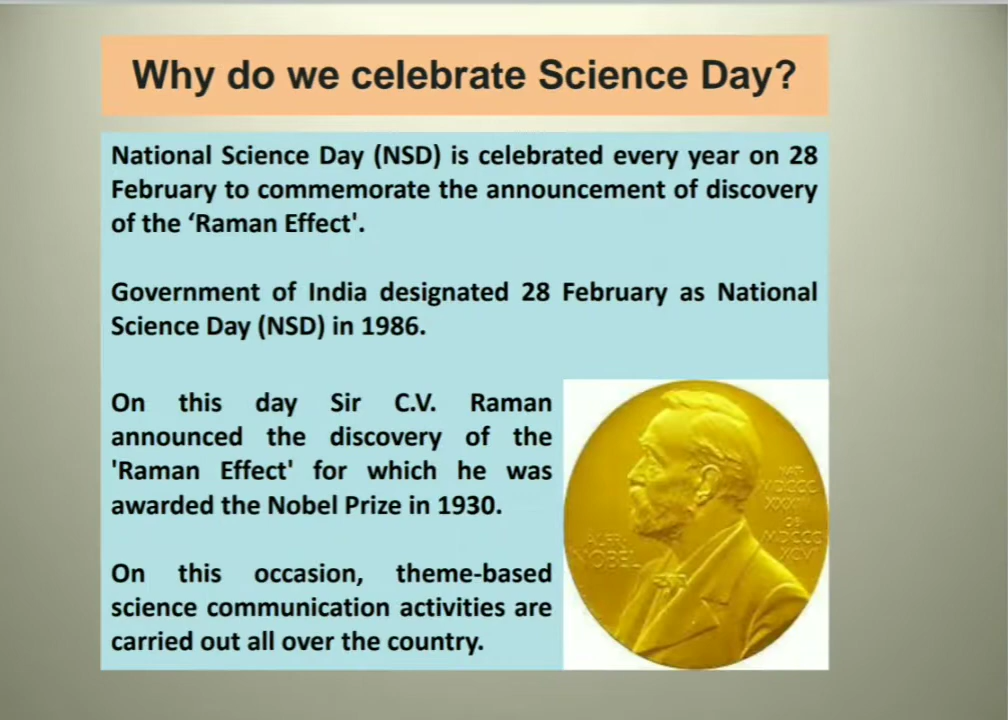 Why do we celebrate Science Day?
National Science Day (NSD) is celebrated every year on 28
February to commemorate the announcement of discovery
of the ‘Raman Effect'.
Government of India designated 28 February as National
Science Day (NSD) in 1986.
On this day Sir C.V. Raman
announced the discovery of the
'Raman Effect' for which he was
awarded the Nobel Prize in 1930.
On this occasion, theme-based
science communication activities are
carried out all over the country.
NAT.
MDCCC
XXXIII
OB.
MDCCC
XCVI
ALFR.
NOBEL